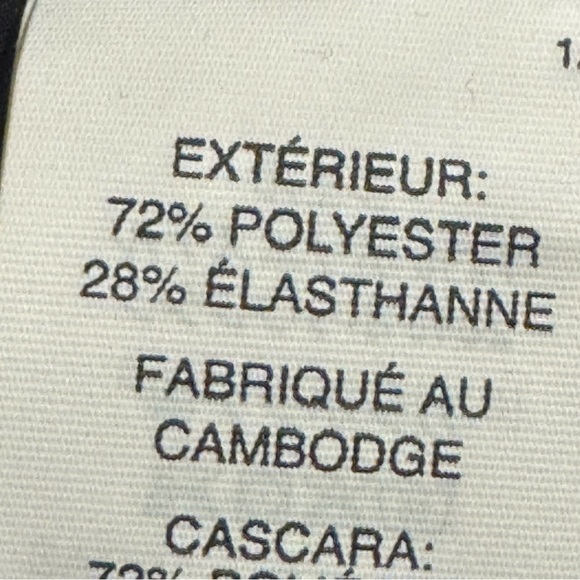 EXTÉRIEUR:
72% POLYESTER
28% ÉLASTHANNE
FABRIQUÉ AU
CAMBODGE
CASCARA: